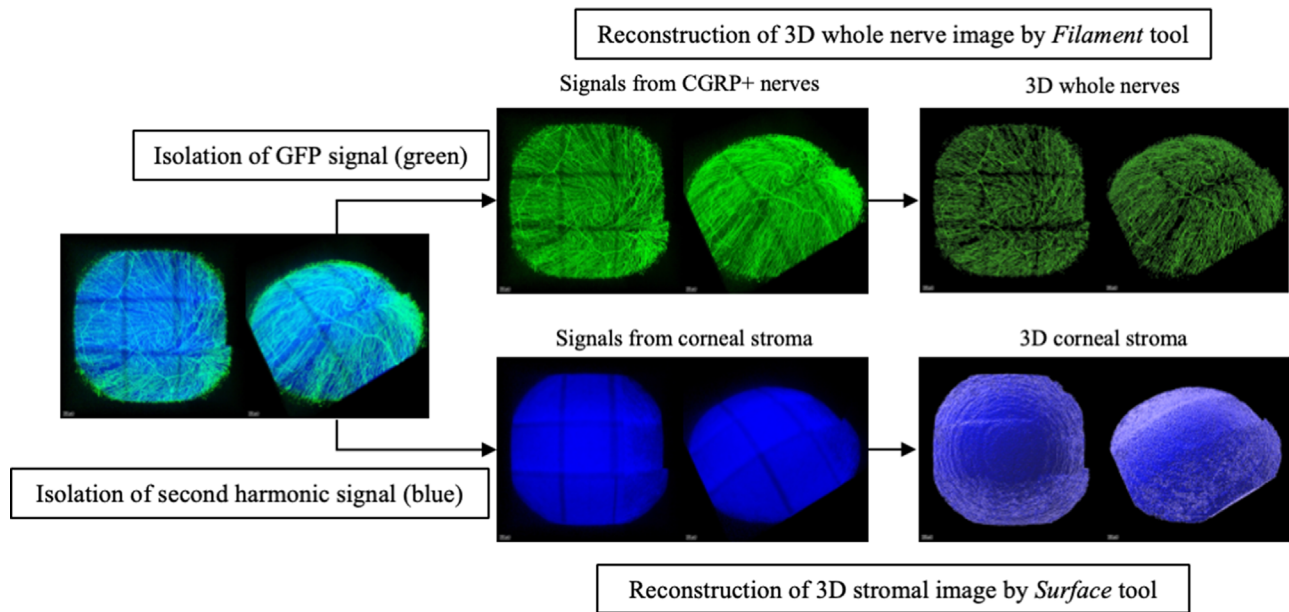 Reconstruction of 3D whole nerve image by Filament tool
Signals from CGRP+ nerves
3D whole nerves
Isolation of GFP signal (green)
Signals from corneal stroma
3D corneal stroma
Isolation of second harmonic signal (blue)
Reconstruction of 3D stromal image by Surface tool